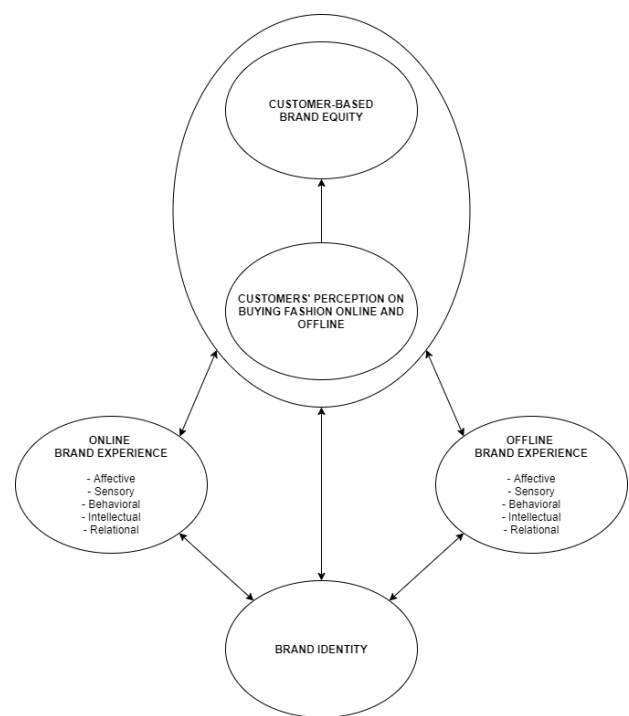 CUSTOMER-BASED
BRAND EQUITY
CUSTOMERS' PERCEPTION ON
BUYING FASHION ONLINE AND
OFFLINE
ONLINE
BRAND EXPERIENCE
- Affective
- Sensory
- Behavioral
- Intellectual
- Relational
OFFLINE
BRAND EXPERIENCE
- Affective
- Sensory
- Behavioral
- Intellectual
- Relational
BRAND IDENTITY